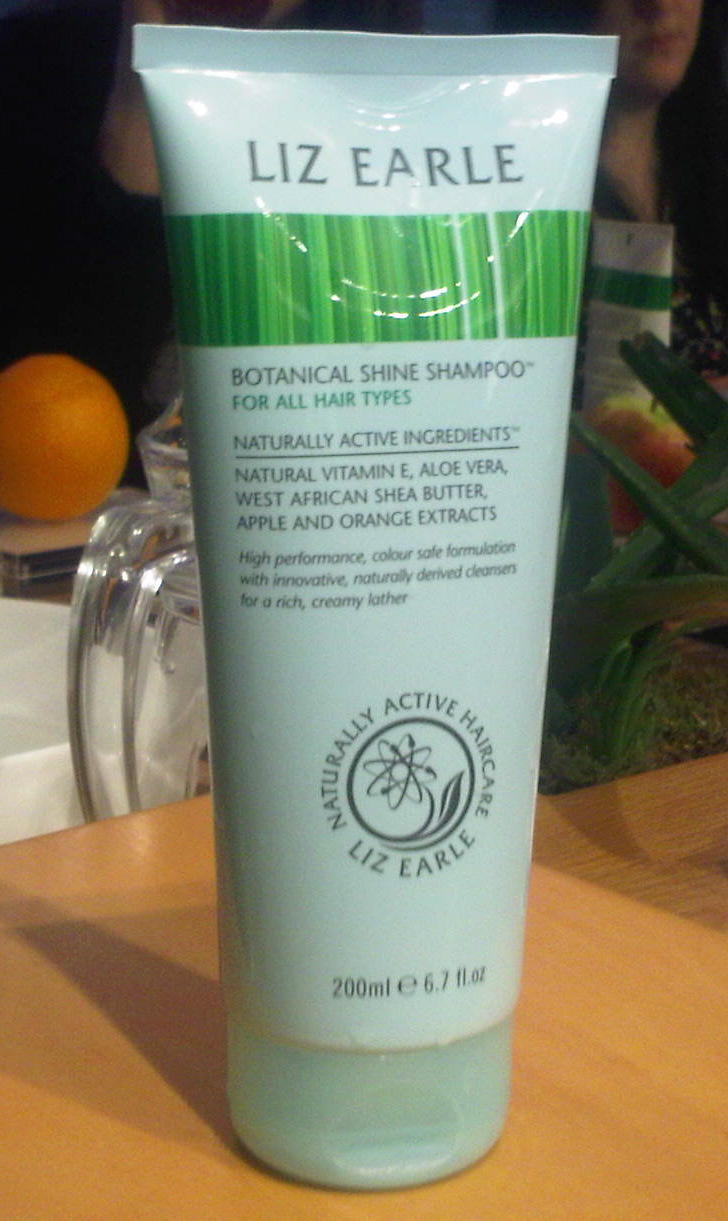 LIZ EARLE
BOTANICAL SHINE SHAMPOO™
FOR ALL HAIR TYPES
NATURALLY ACTIVE INGREDIENTS™
NATURAL VITAMIN E, ALOE VERA,
WEST AFRICAN SHEA BUTTER,
APPLE AND ORANGE EXTRACTS
High performance, colour safe formulation
with innovative, naturally derived cleansers
for a rich, creamy lather
NATURALLY ACTIVE HAIRCARE
LIZ EARLE
200ml ℮ 6.7 fl.oz